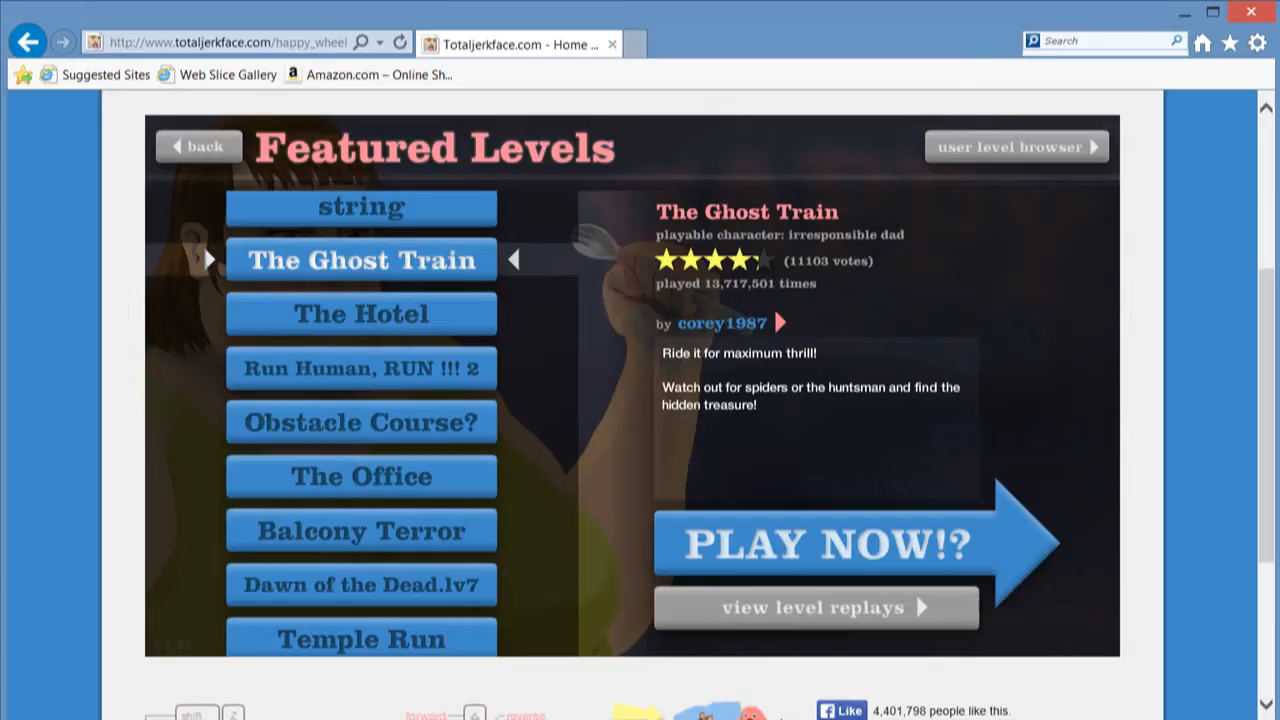 http://www.totaljerkface.com/happy_wheel
Totaljerkface.com - Home ...
Search
Suggested Sites
Web Slice Gallery
Amazon.com – Online Sh...
back
Featured Levels
user level browser
string
The Ghost Train
The Hotel
Run Human, RUN !!! 2
Obstacle Course?
The Office
Balcony Terror
Dawn of the Dead.lv7
Temple Run
The Ghost Train
playable character: irresponsible dad
(11103 votes)
played 13,717,501 times
by corey1987
Ride it for maximum thrill!
Watch out for spiders or the huntsman and find the
hidden treasure!
PLAY NOW!?
view level replays
shift
Z
forward
reverse
Like
4,401,798 people like this.